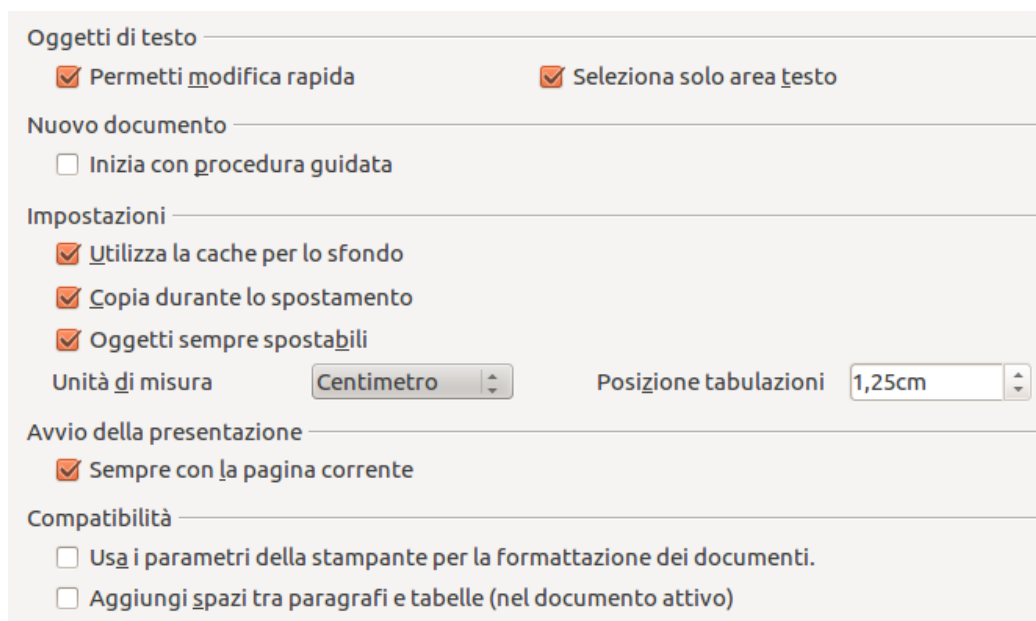 Oggetti di testo
Permetti modifica rapida Seleziona solo area testo
Nuovo documento
Inizia con procedura guidata
Impostazioni
Utilizza la cache per lo sfondo
Copia durante lo spostamento
Oggetti sempre spostabili
Unità di misura Centimetro Posizione tabulazioni 1,25cm
Avvio della presentazione
Sempre con la pagina corrente
Compatibilità
Usa i parametri della stampante per la formattazione dei documenti.
Aggiungi spazi tra paragrafi e tabelle (nel documento attivo)